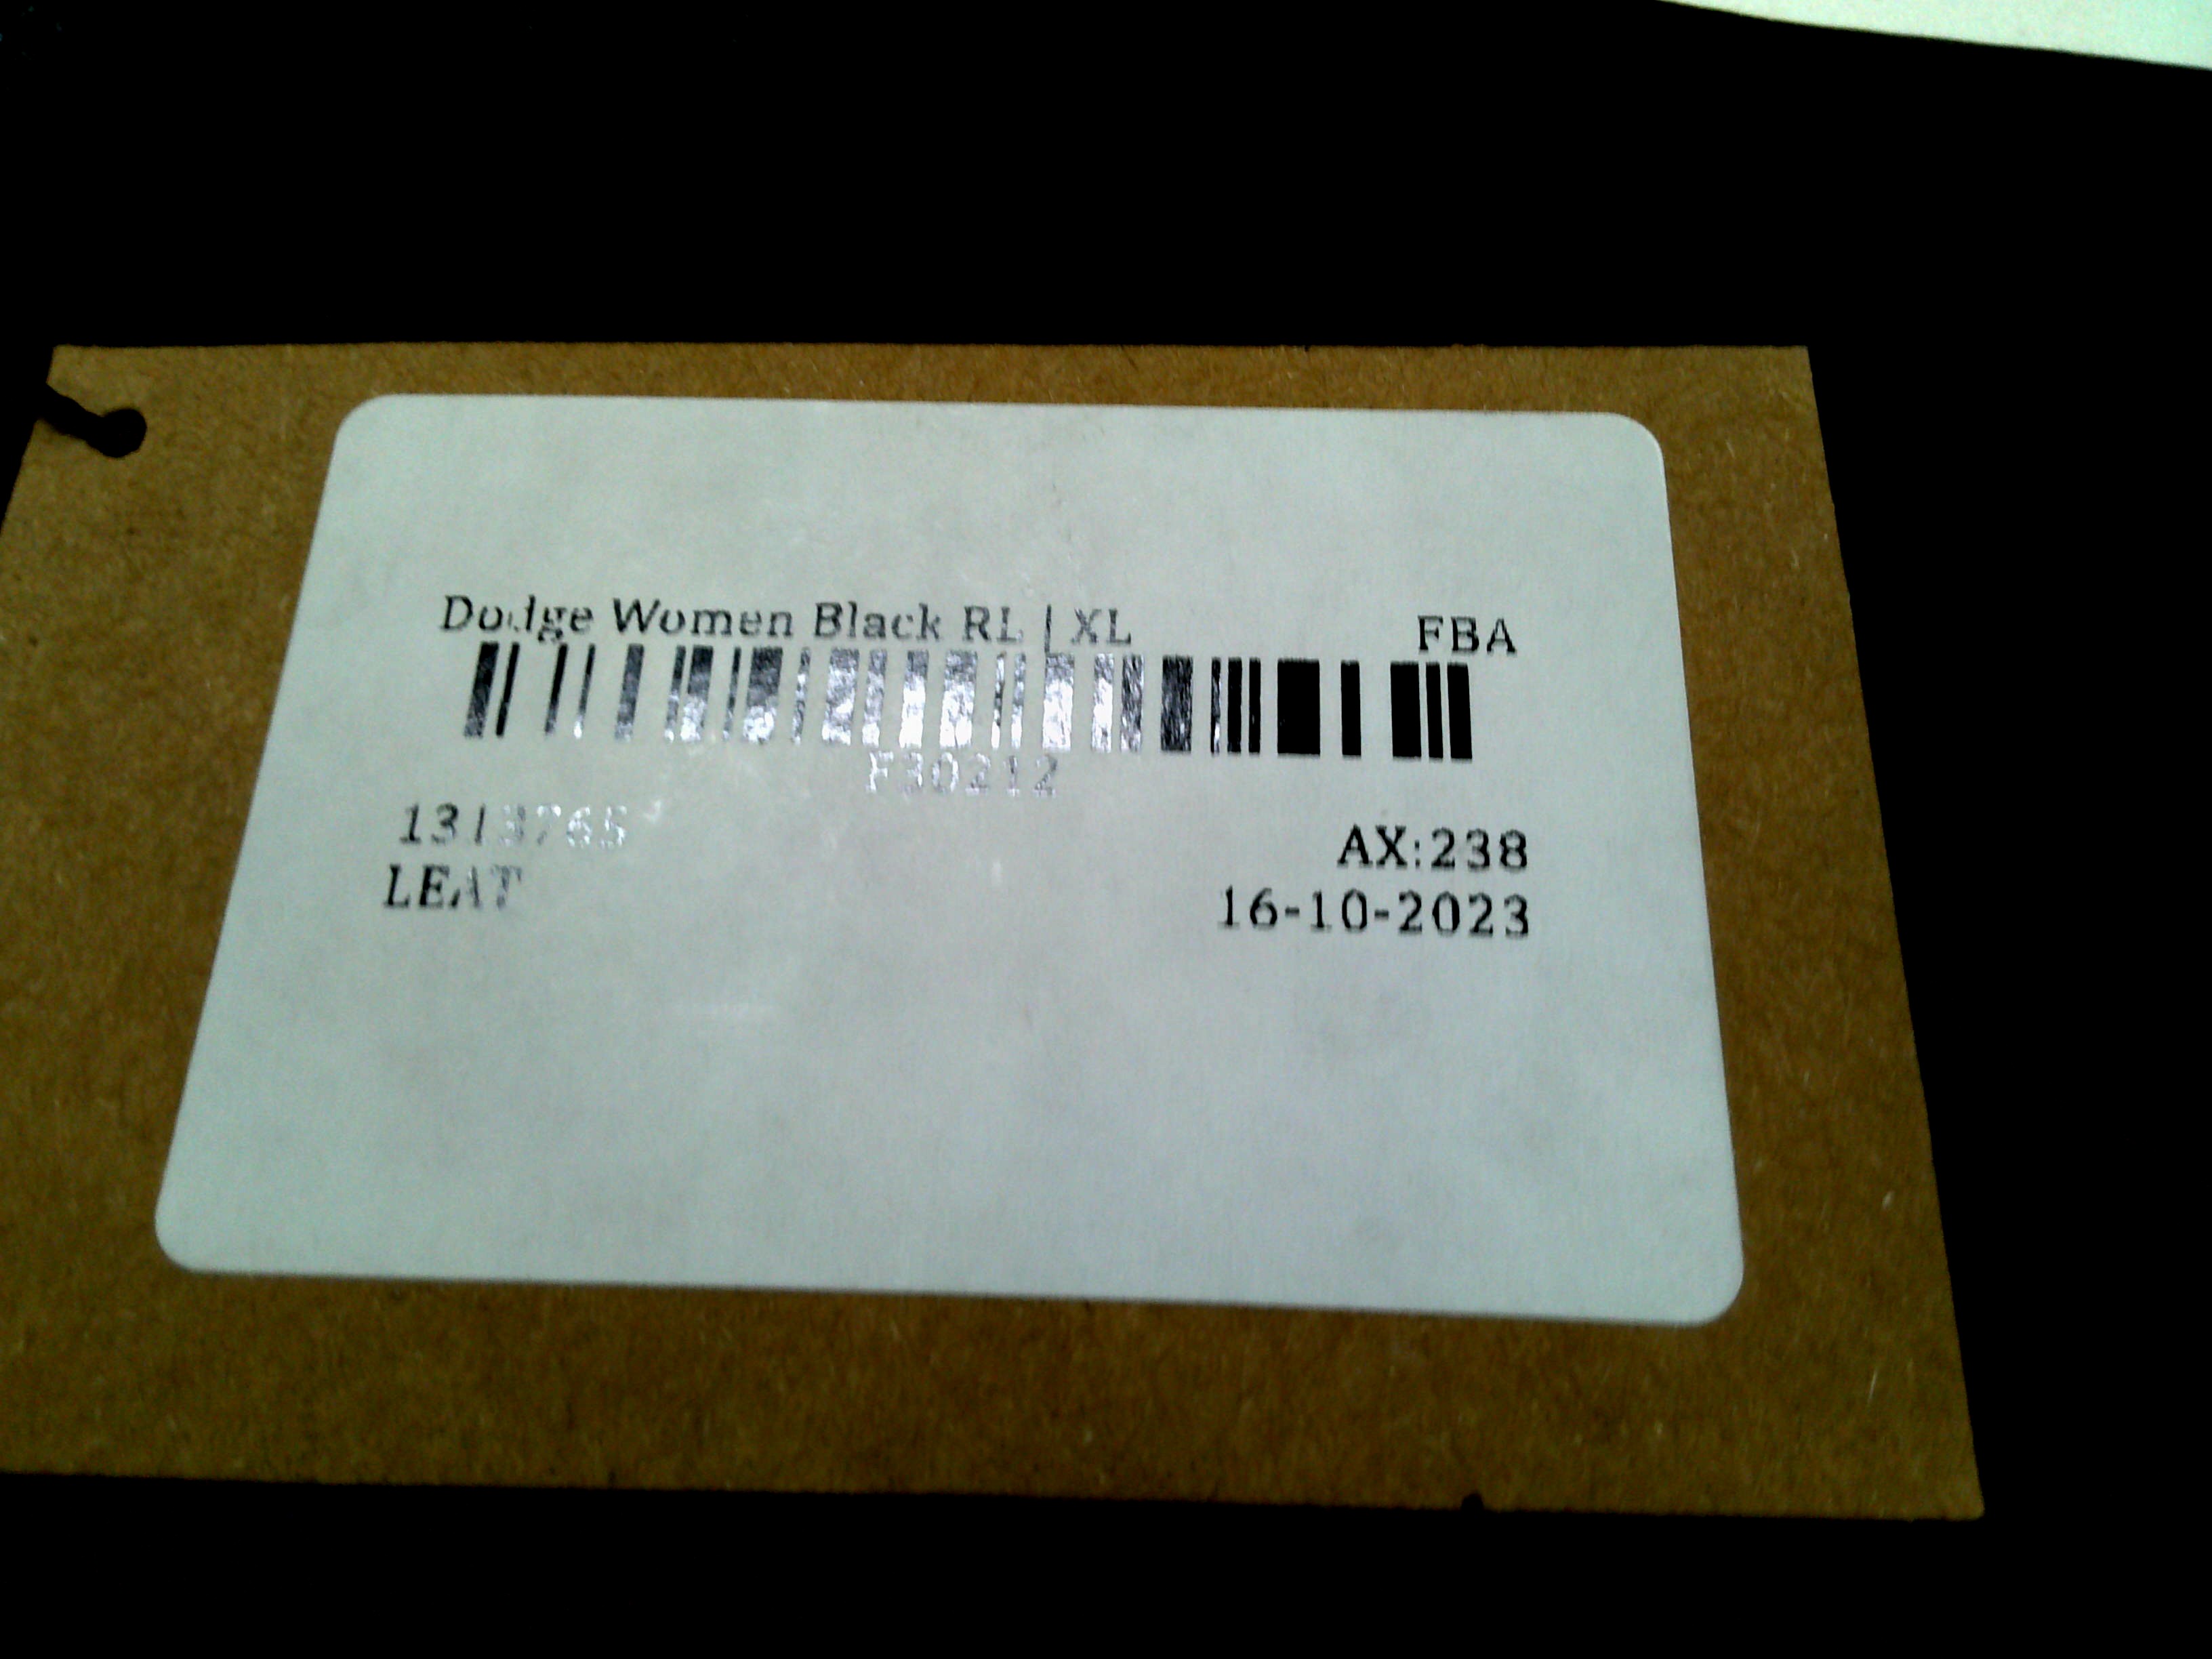 Dodge Women Black RL | XL FBA
F30212
1313765 AX:238
LEAT 16-10-2023